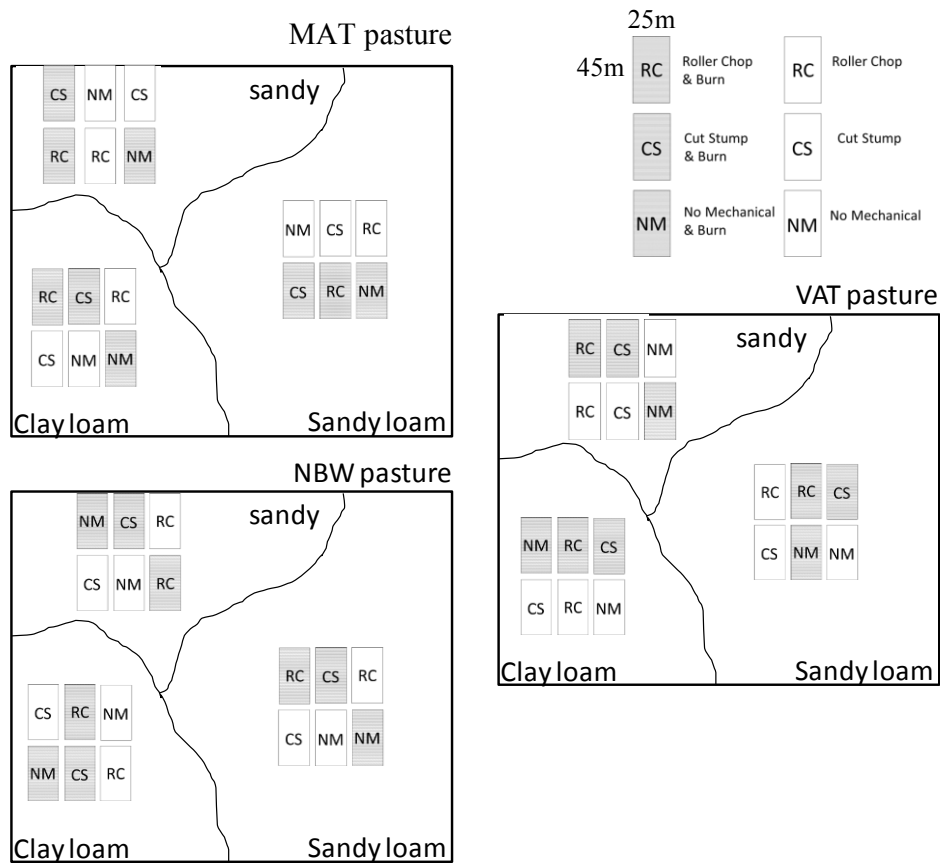 MAT pasture
sandy
CS NM CS
RC RC NM
NM CS RC
CS RC NM
RC CS RC
CS NM NM
Clay loam
Sandy loam
25m
45m
RC Roller Chop & Burn
RC Roller Chop
CS Cut Stump & Burn
CS Cut Stump
NM No Mechanical & Burn
NM No Mechanical
VAT pasture
sandy
RC CS NM
RC CS NM
RC RC CS
CS NM NM
NM RC CS
CS RC NM
Clay loam
Sandy loam
NBW pasture
sandy
NM CS RC
CS NM RC
RC CS RC
CS NM NM
CS RC NM
NM CS RC
Clay loam
Sandy loam